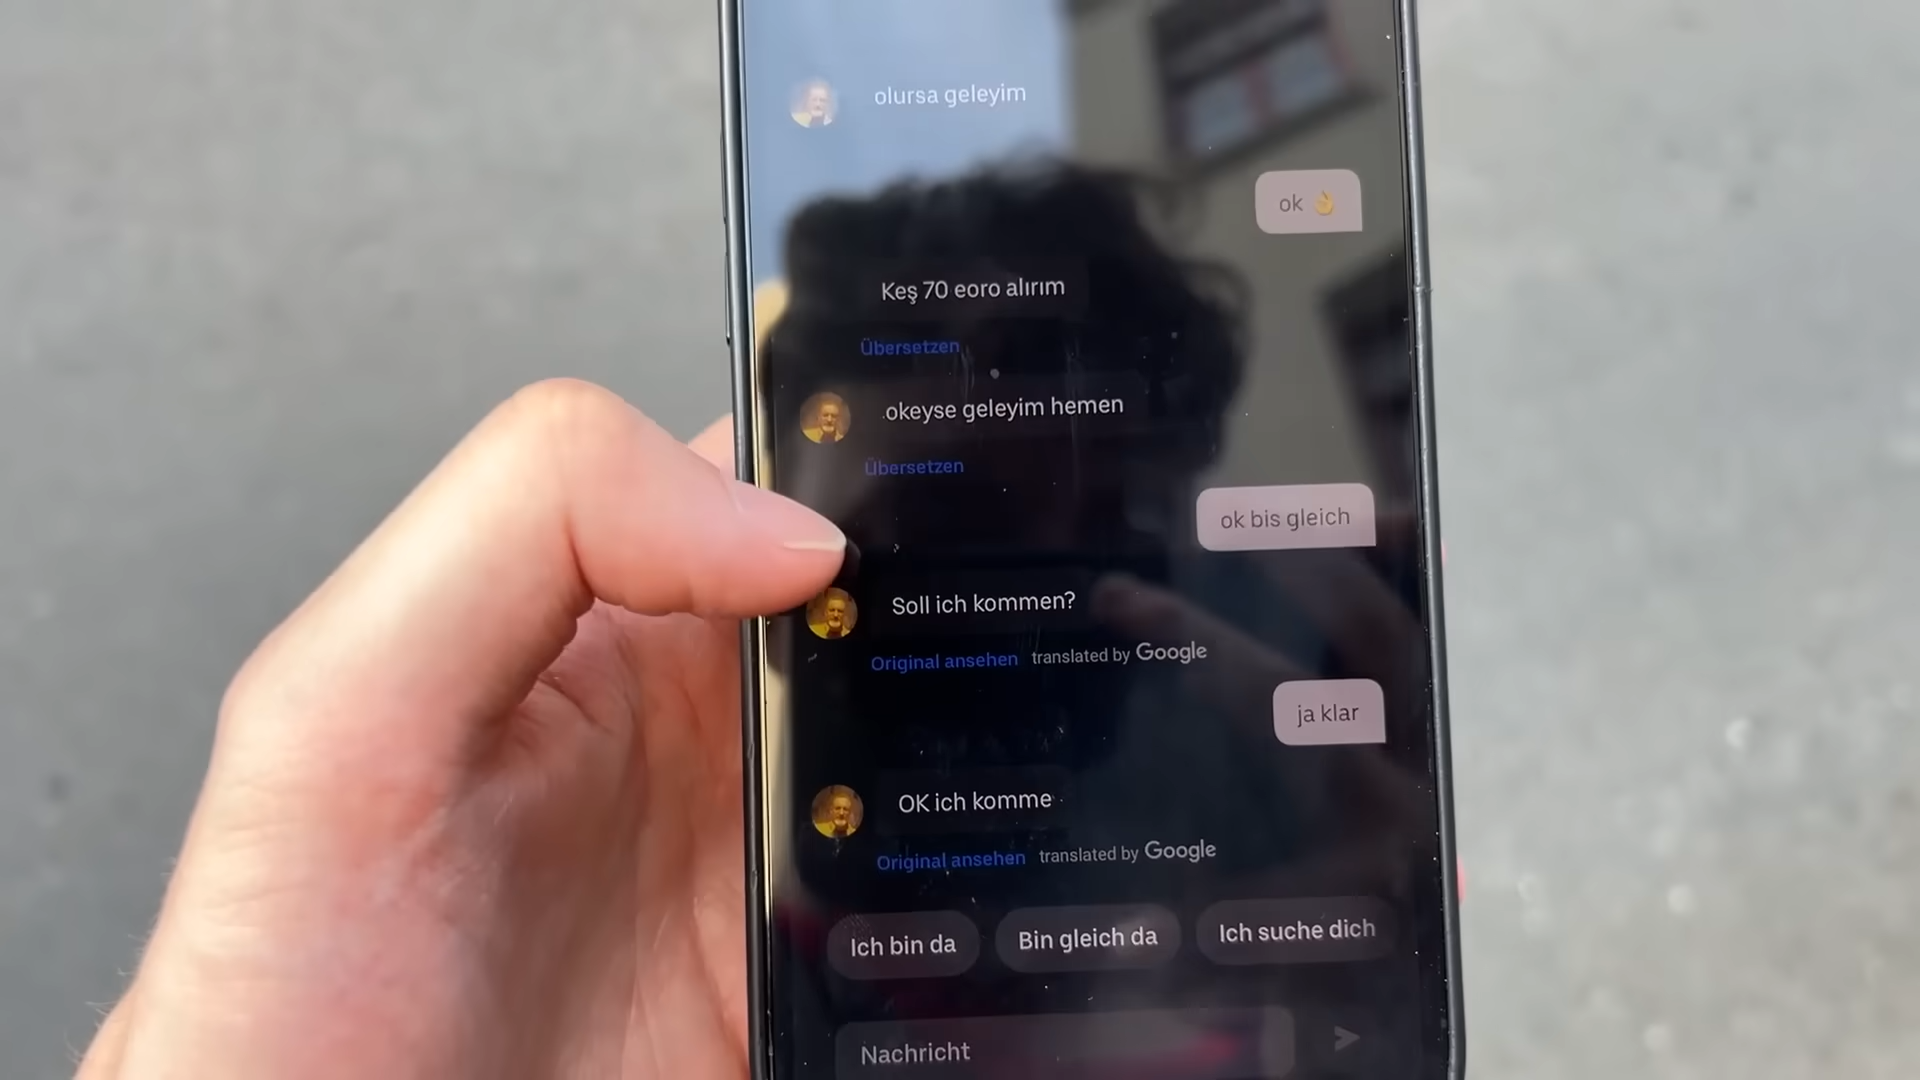 olursa geleyim
ok 👌
Keş 70 eoro alırım
Übersetzen
.okeyse geleyim hemen
Übersetzen
ok bis gleich
Soll ich kommen?
Original ansehen translated by Google
ja klar
OK ich komme
Original ansehen translated by Google
Ich bin da Bin gleich da Ich suche dich
Nachricht